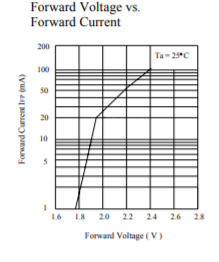 Forward Voltage vs.
Forward Current
200
Ta = 25°C
100
50
20
10
5
1
Forward Current IFP (mA)
1.6 1.8 2.0 2.2 2.4 2.6 2.8
Forward Voltage ( V )